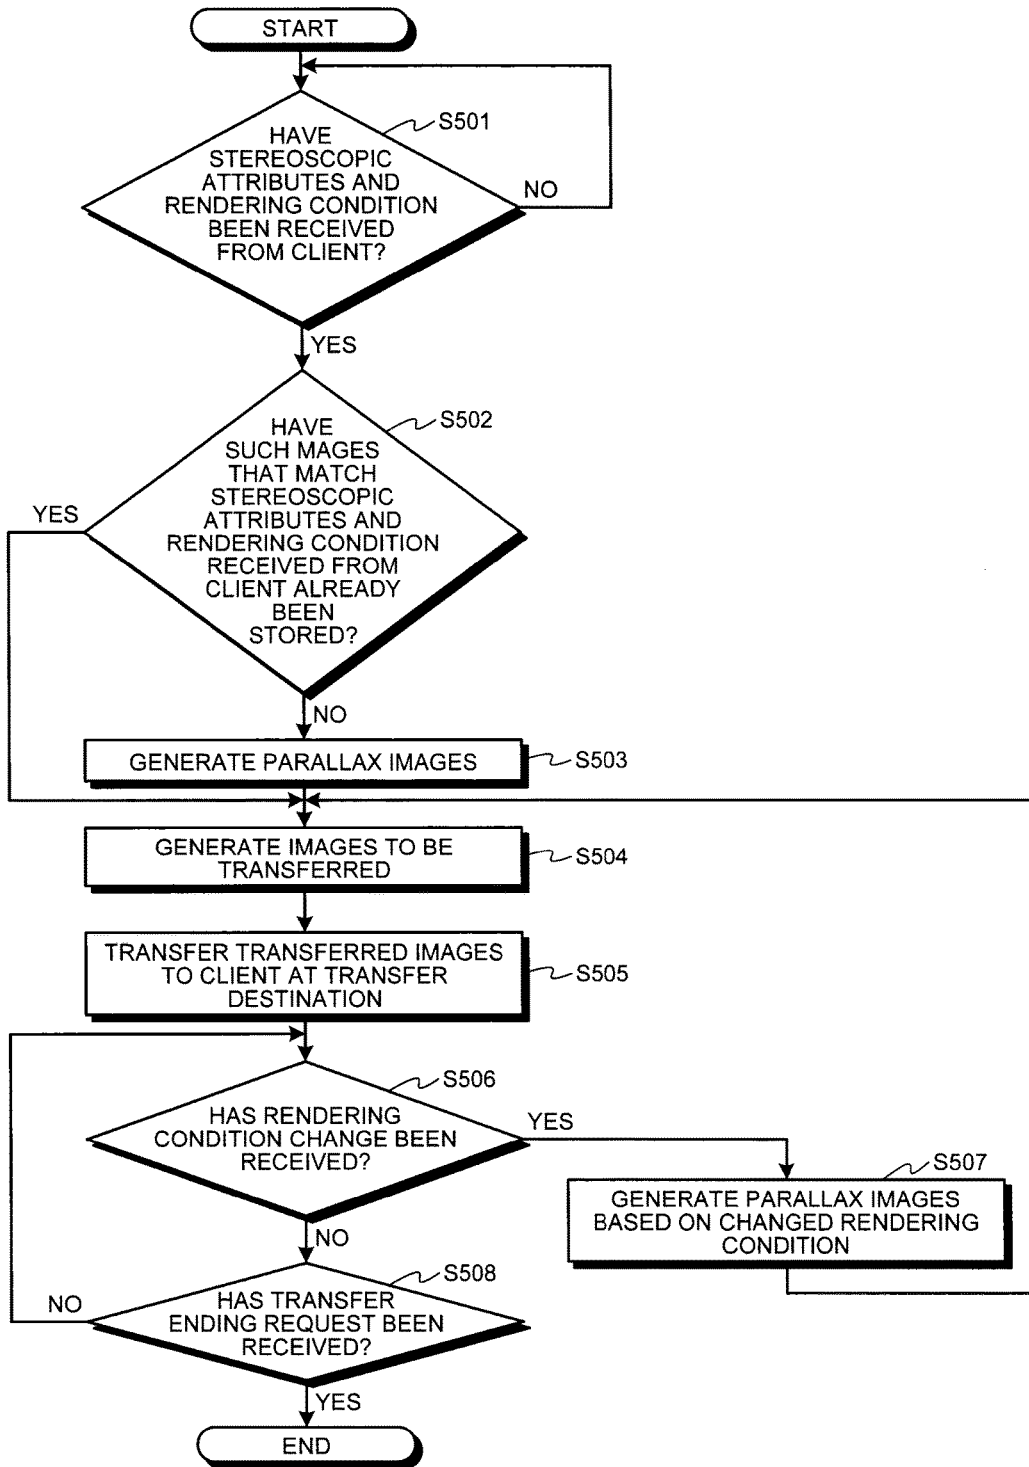 START
S501
HAVE
STEREOSCOPIC
ATTRIBUTES AND
RENDERING CONDITION
BEEN RECEIVED
FROM CLIENT?
NO
YES
S502
HAVE
SUCH MAGES
THAT MATCH
STEREOSCOPIC
ATTRIBUTES AND
RENDERING CONDITION
RECEIVED FROM
CLIENT ALREADY
BEEN
STORED?
YES
NO
GENERATE PARALLAX IMAGES
S503
GENERATE IMAGES TO BE
TRANSFERRED
S504
TRANSFER TRANSFERRED IMAGES
TO CLIENT AT TRANSFER
DESTINATION
S505
S506
HAS RENDERING
CONDITION CHANGE BEEN
RECEIVED?
YES
S507
GENERATE PARALLAX IMAGES
BASED ON CHANGED RENDERING
CONDITION
NO
S508
HAS TRANSFER
ENDING REQUEST BEEN
RECEIVED?
NO
YES
END